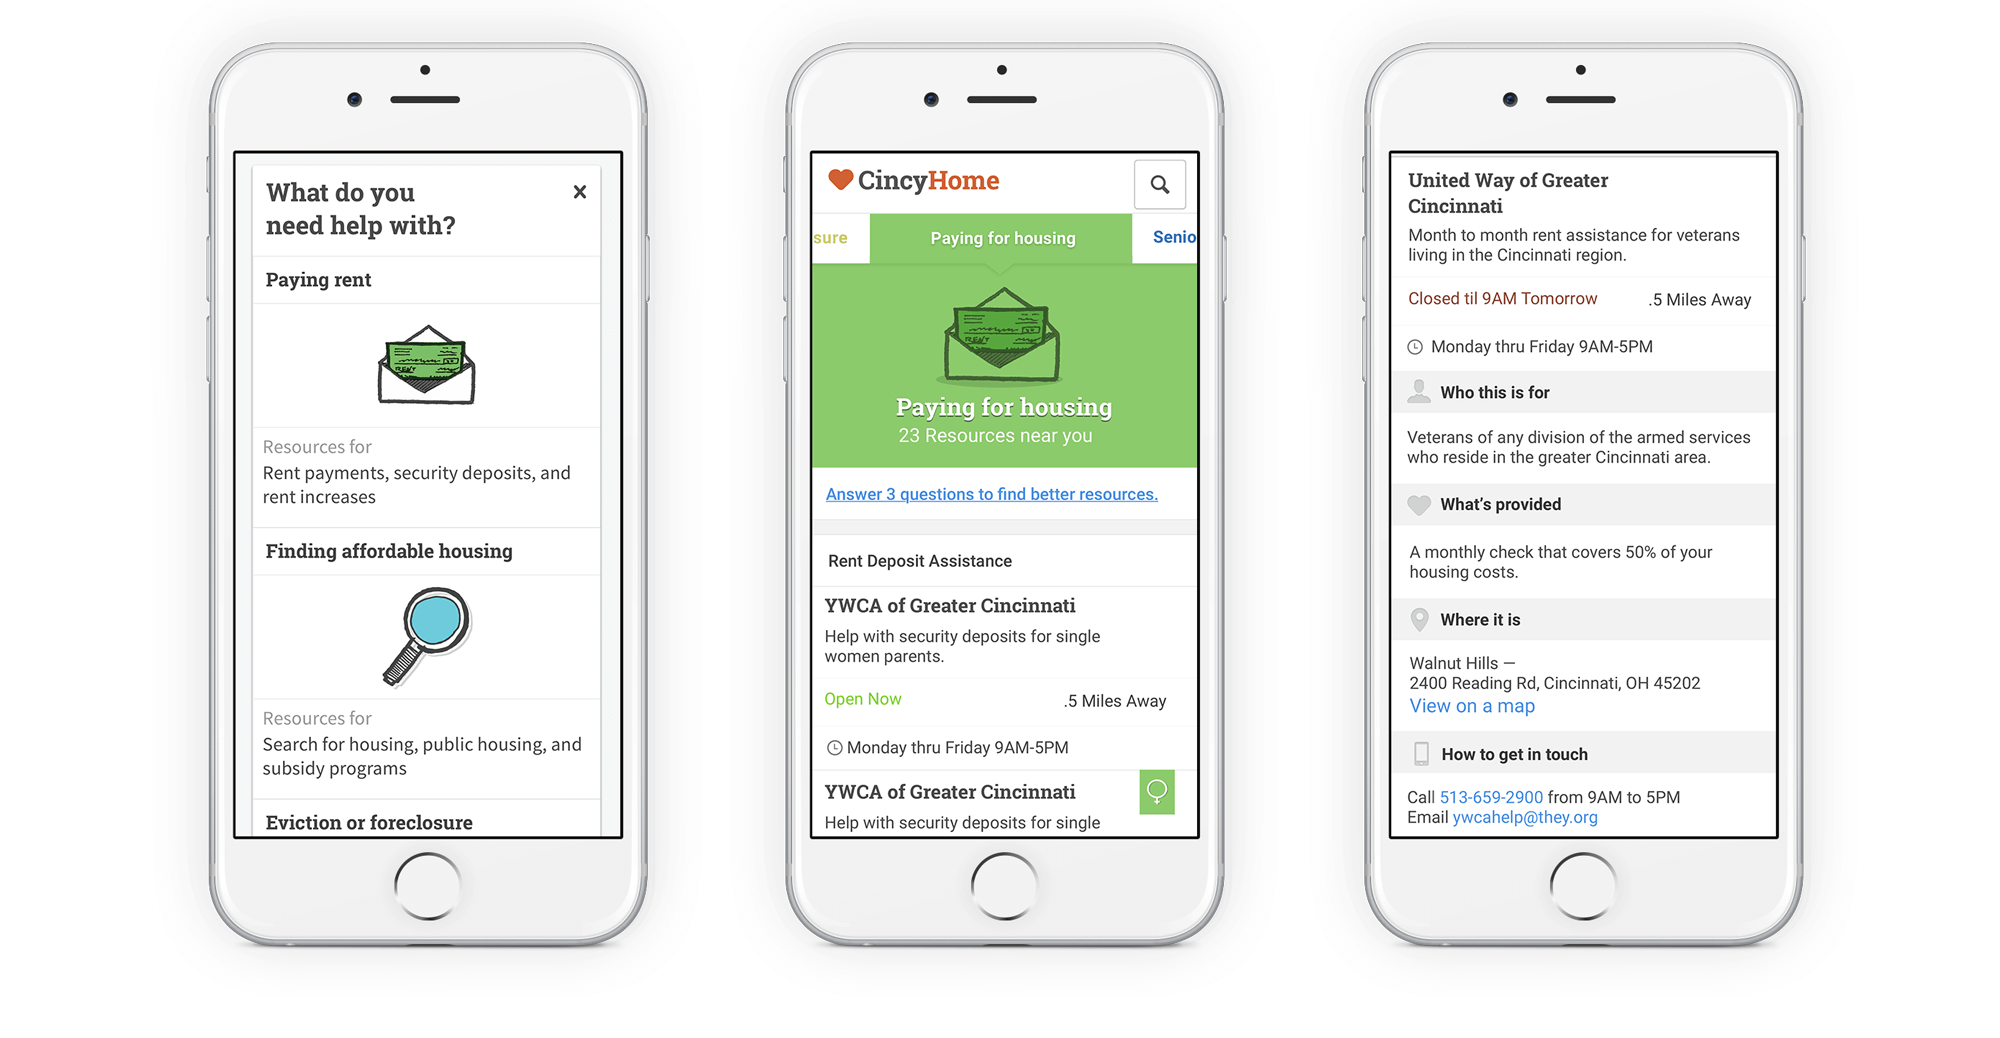 What do you
need help with?
Paying rent
RENT
Resources for
Rent payments, security deposits, and
rent increases
Finding affordable housing
Resources for
Search for housing, public housing, and
subsidy programs
Eviction or foreclosure
CincyHome
sure
Paying for housing
Senio
RENT
Paying for housing
23 Resources near you
Answer 3 questions to find better resources.
Rent Deposit Assistance
YWCA of Greater Cincinnati
Help with security deposits for single
women parents.
Open Now
.5 Miles Away
Monday thru Friday 9AM-5PM
YWCA of Greater Cincinnati
Help with security deposits for single
United Way of Greater
Cincinnati
Month to month rent assistance for veterans
living in the Cincinnati region.
Closed til 9AM Tomorrow
.5 Miles Away
Monday thru Friday 9AM-5PM
Who this is for
Veterans of any division of the armed services
who reside in the greater Cincinnati area.
What's provided
A monthly check that covers 50% of your
housing costs.
Where it is
Walnut Hills —
2400 Reading Rd, Cincinnati, OH 45202
View on a map
How to get in touch
Call 513-659-2900 from 9AM to 5PM
Email ywcahelp@they.org